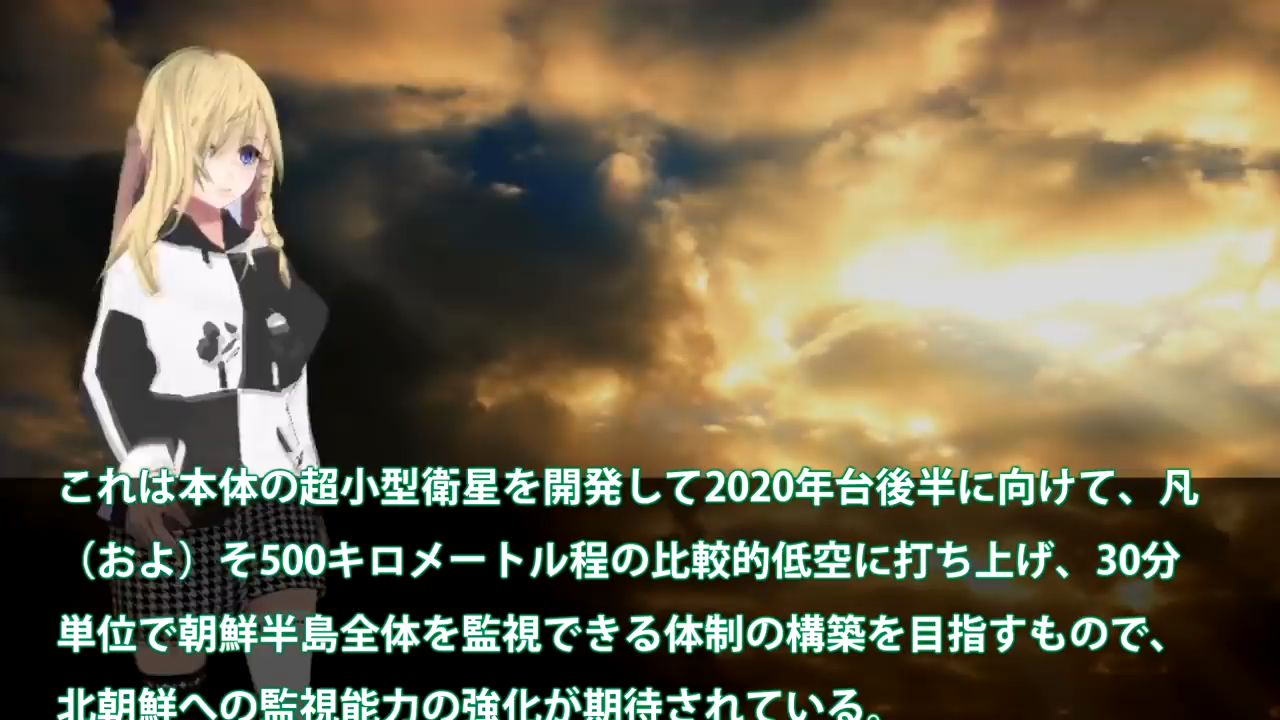 これは本体の超小型衛星を開発して2020年台後半に向けて、凡
（およ）そ500キロメートル程の比較的低空に打ち上げ、30分
単位で朝鮮半島全体を監視できる体制の構築を目指すもので、
北朝鮮への監視能力の強化が期待されている。